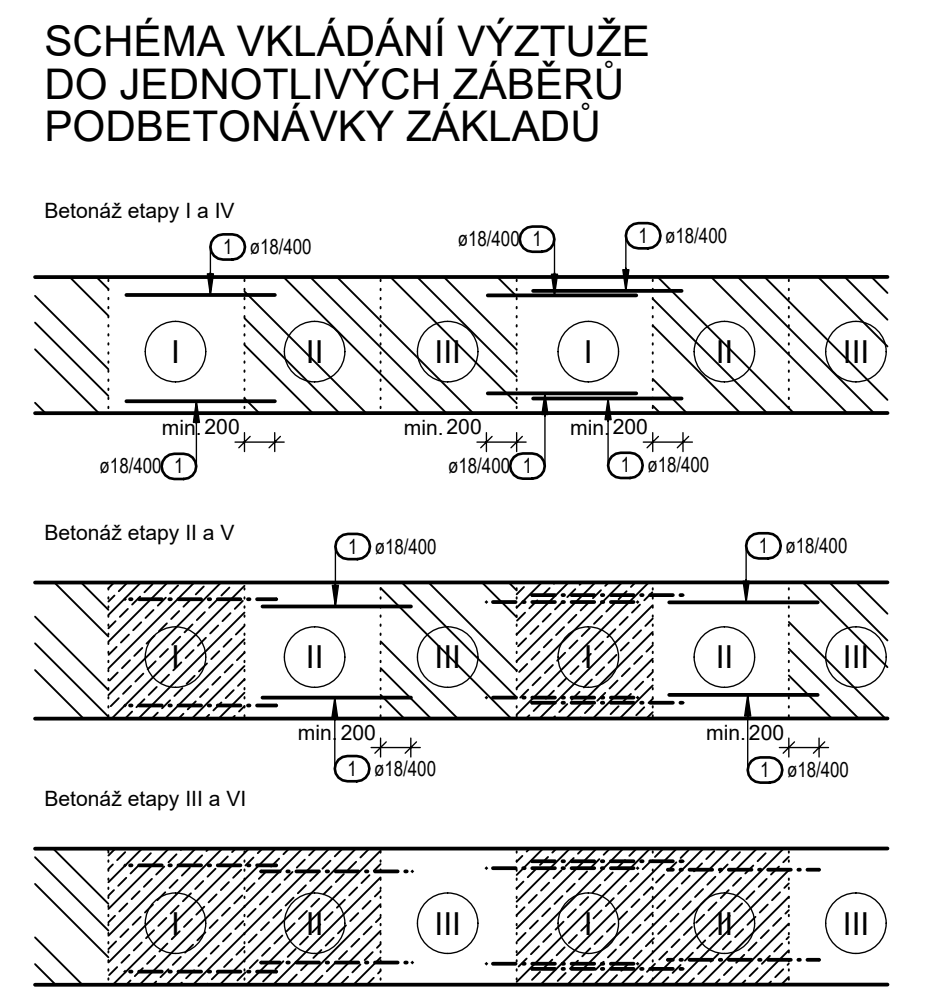 SCHÉMA VKLÁDÁNÍ VÝZTUŽE
DO JEDNOTLIVÝCH ZÁBĚRŮ
PODBETONÁVKY ZÁKLADŮ
Betonáž etapy I a IV
1 ø18/400 ø18/400 1 1 ø18/400
I II III I II III
min. 200 min. 200 min. 200
ø18/400 1 ø18/400 1 1 ø18/400
Betonáž etapy II a V
1 ø18/400 1 ø18/400
I II III I II III
min. 200 min. 200
1 ø18/400 1 ø18/400
Betonáž etapy III a VI
I II III I II III